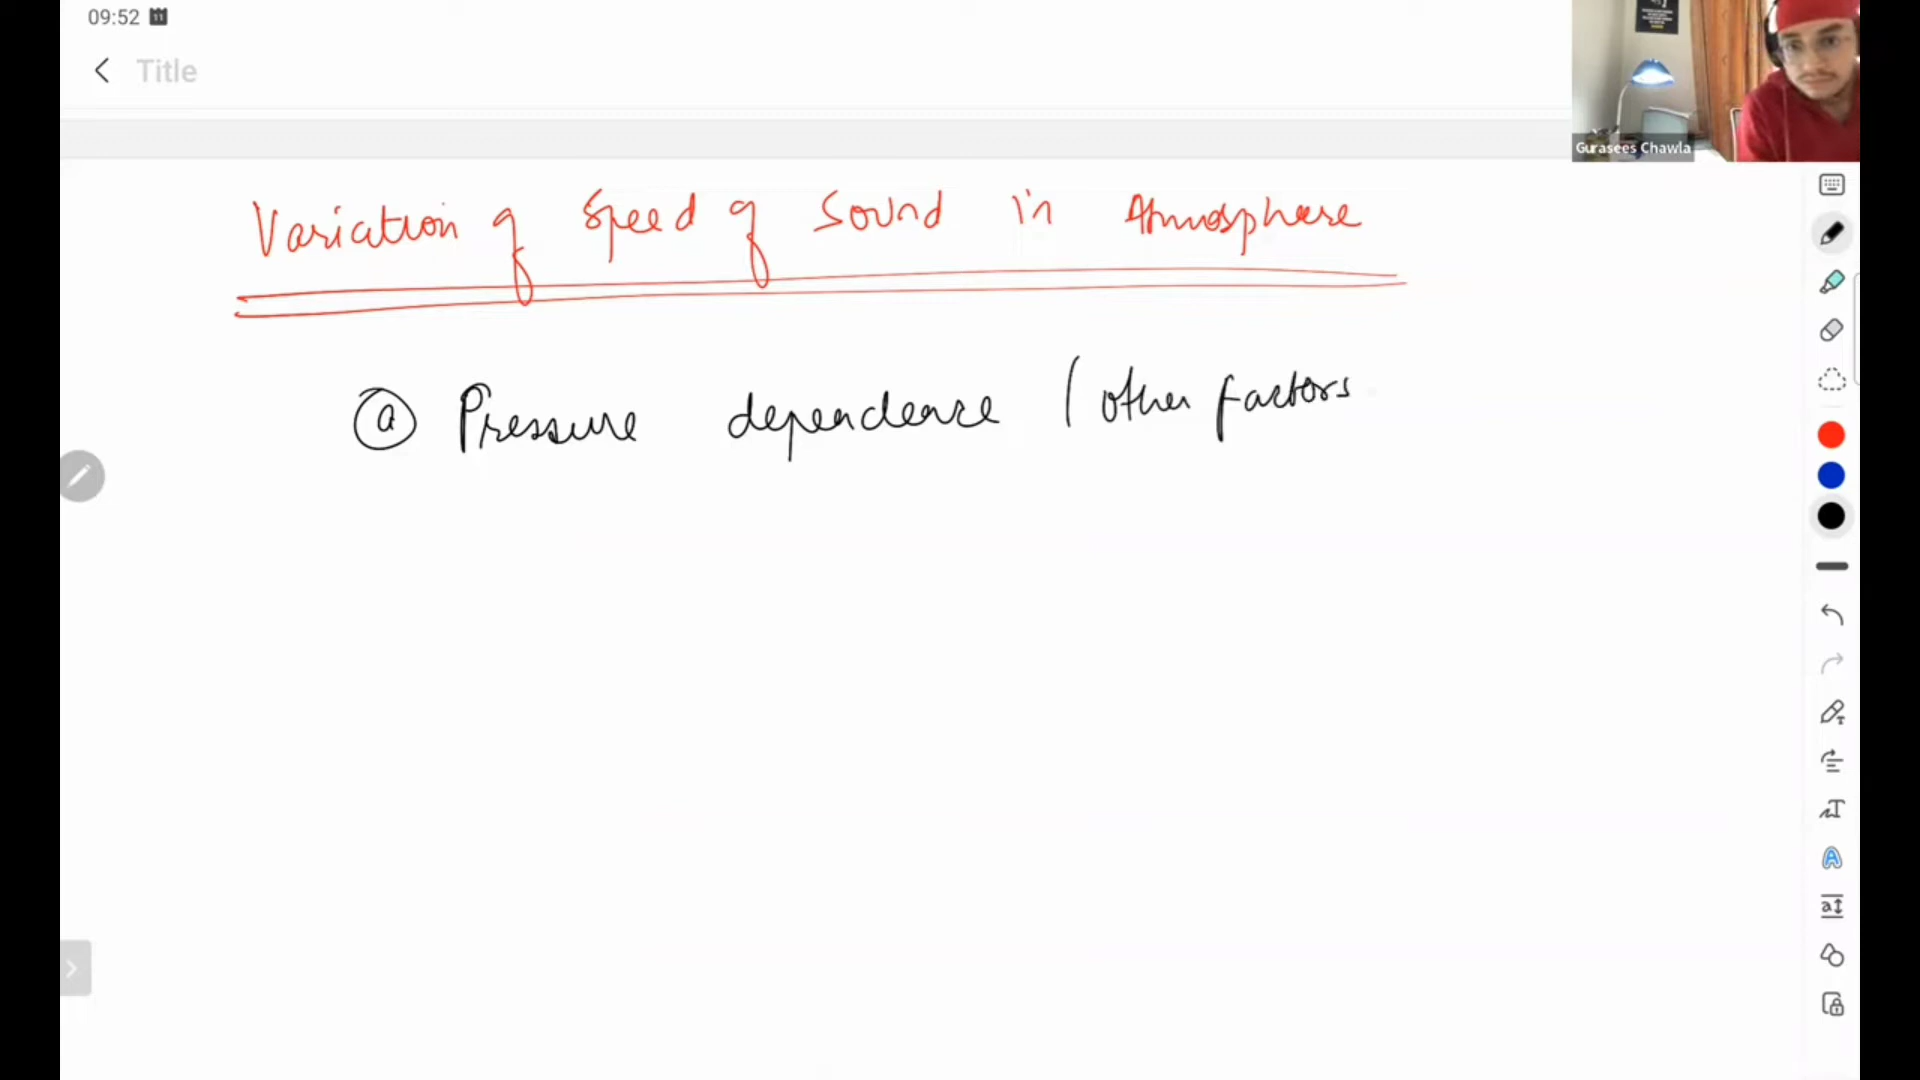 09:52
Title
Gurasees Chawla
Variation of Speed of Sound in Atmosphere
a Pressure dependence (other factors